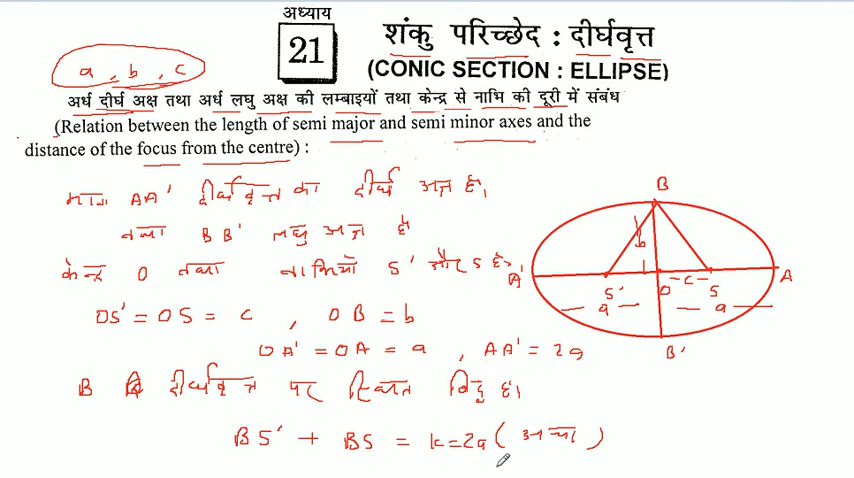 अध्याय
21
शंकु परिच्छेद : दीर्घवृत्त
(CONIC SECTION : ELLIPSE)
a , b , c
अर्ध दीर्घ अक्ष तथा अर्ध लघु अक्ष की लम्बाइयों तथा केन्द्र से नाभि की दूरी में संबंध
(Relation between the length of semi major and semi minor axes and the
distance of the focus from the centre) :
माना AA' दीर्घवृत्त का दीर्घ अक्ष है।
तथा BB' लघु अक्ष है
केन्द्र O तथा नाभियाँ S' और S है।
OS' = OS = c , OB = b
OA' = OA = a , AA' = 2a
B दीर्घवृत्त पर स्थित बिंदु है।
BS' + BS = k = 2a ( )
B
b
A' S' O c S A
a a
B'